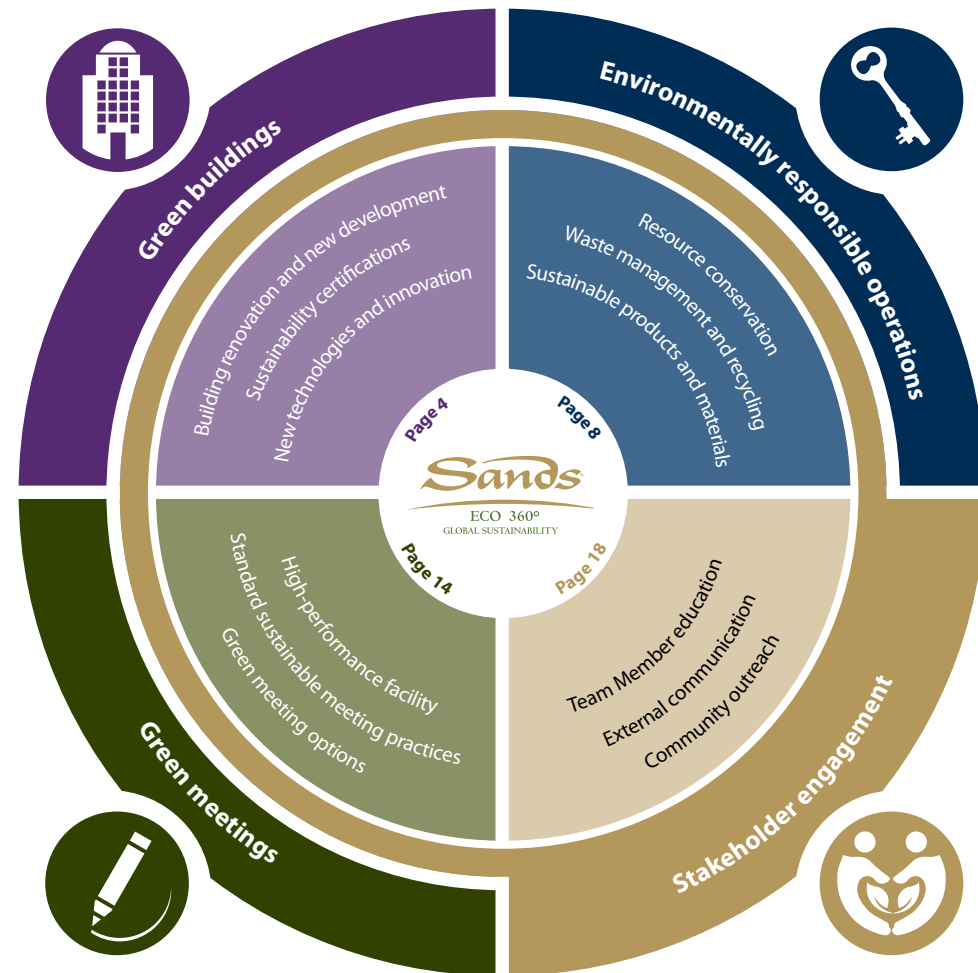 Green buildings
Building renovation and new development
Sustainability certifications
New technologies and innovation
Page 4
Environmentally responsible operations
Resource conservation
Waste management and recycling
Sustainable products and materials
Page 8
Sands
ECO 360°
GLOBAL SUSTAINABILITY
Page 14
High-performance facility
Standard sustainable meeting practices
Green meeting options
Green meetings
Page 18
Team Member education
External communication
Community outreach
Stakeholder engagement